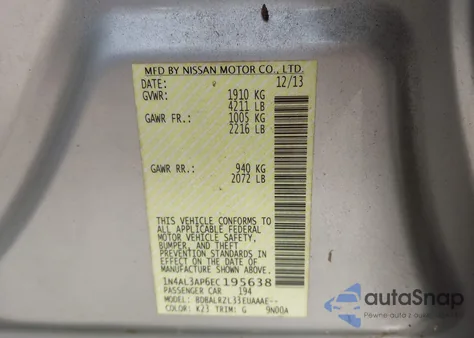 MFD BY NISSAN MOTOR CO., LTD.
DATE: 12/13
GVWR: 1910 KG
4211 LB
GAWR FR.: 1005 KG
2216 LB
GAWR RR.: 940 KG
2072 LB
THIS VEHICLE CONFORMS TO
ALL APPLICABLE FEDERAL
MOTOR VEHICLE SAFETY,
BUMPER, AND THEFT
PREVENTION STANDARDS IN
EFFECT ON THE DATE OF
MANUFACTURE SHOWN ABOVE.
1N4AL3AP6EC195638
PASSENGER CAR 194
MODEL: BDBALRZL33EUAAAE--
COLOR: K23 TRIM: G 9N00A
autoSnap
Pewne auto z